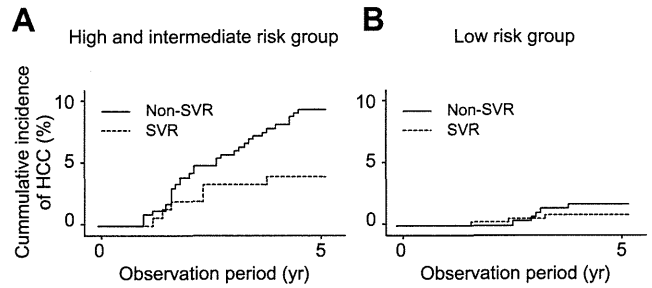 A
High and intermediate risk group
Cummulative incidence
of HCC (%)
10
5
0
Non-SVR
SVR
0
5
Observation period (yr)
B
Low risk group
10
5
0
Non-SVR
SVR
0
5
Observation period (yr)